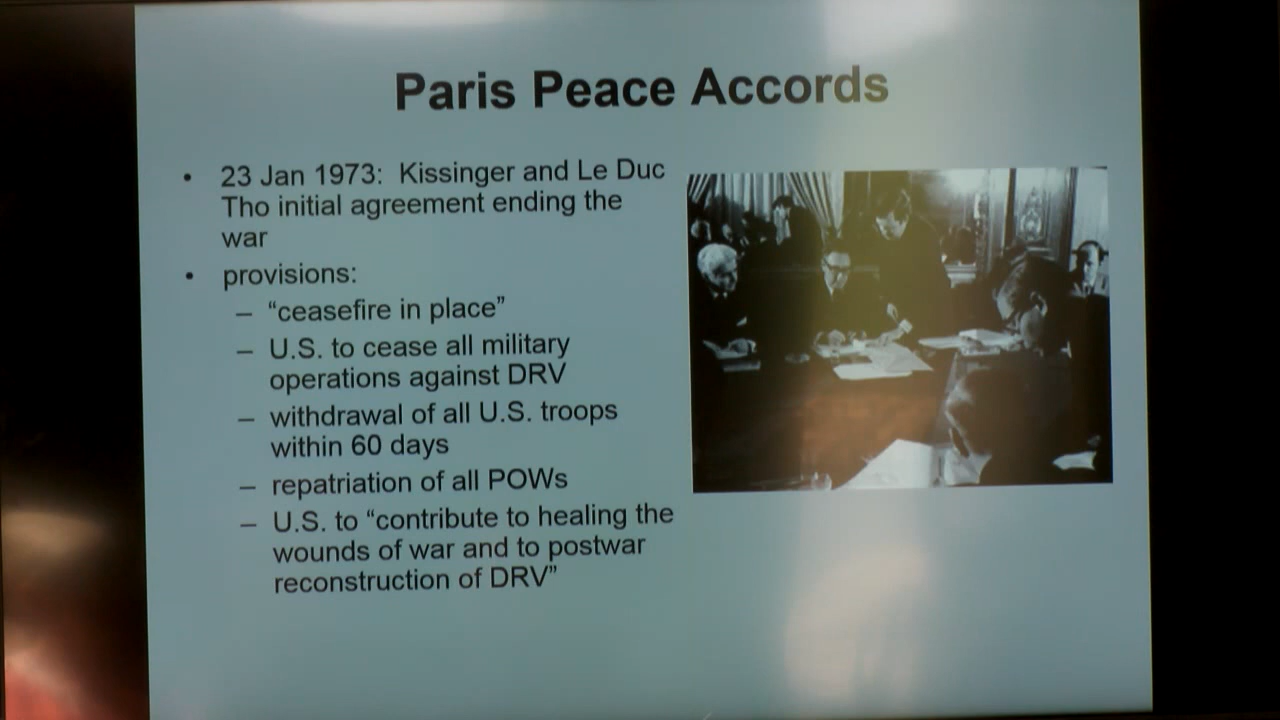 Paris Peace Accords
• 23 Jan 1973: Kissinger and Le Duc
Tho initial agreement ending the
war
• provisions:
– “ceasefire in place”
– U.S. to cease all military
operations against DRV
– withdrawal of all U.S. troops
within 60 days
– repatriation of all POWs
– U.S. to “contribute to healing the
wounds of war and to postwar
reconstruction of DRV”